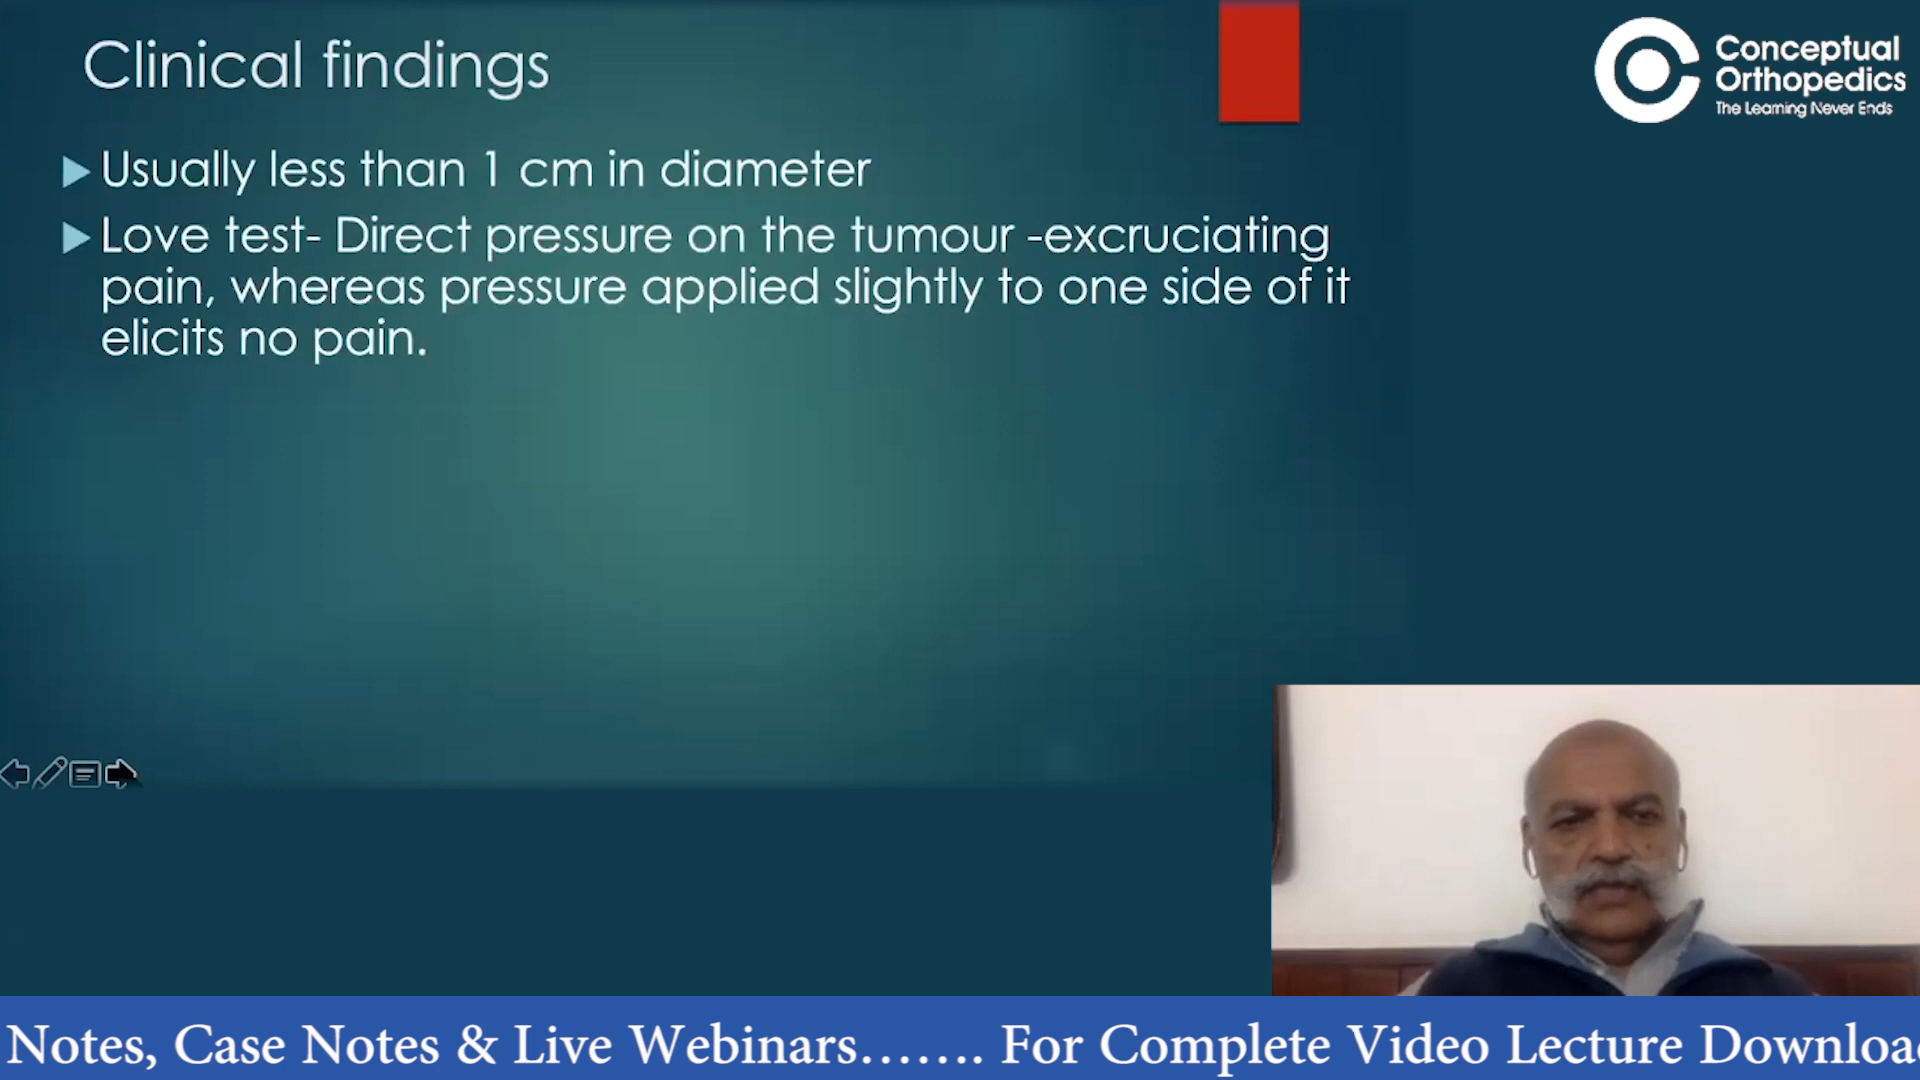 Clinical findings
Conceptual
Orthopedics
The Learning Never Ends
Usually less than 1 cm in diameter
Love test- Direct pressure on the tumour -excruciating
pain, whereas pressure applied slightly to one side of it
elicits no pain.
Notes, Case Notes & Live Webinars……. For Complete Video Lecture Downloa